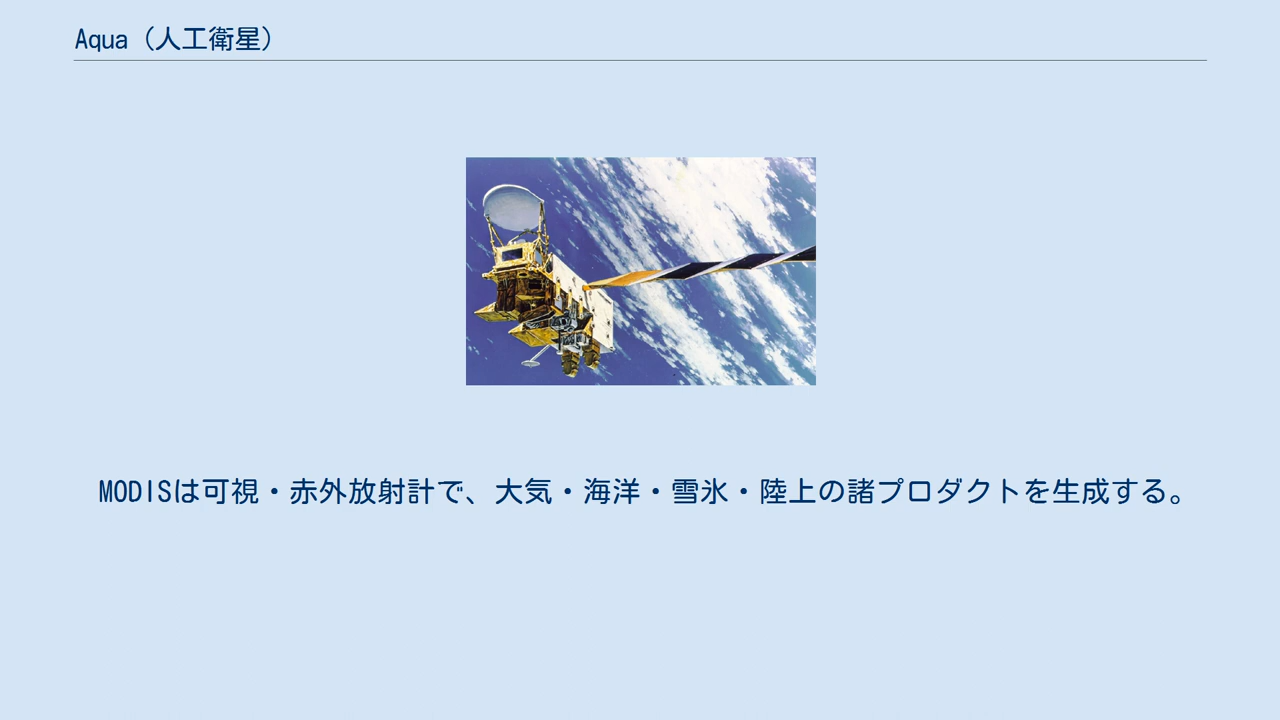 Aqua（人工衛星）
MODISは可視・赤外放射計で、大気・海洋・雪氷・陸上の諸プロダクトを生成する。